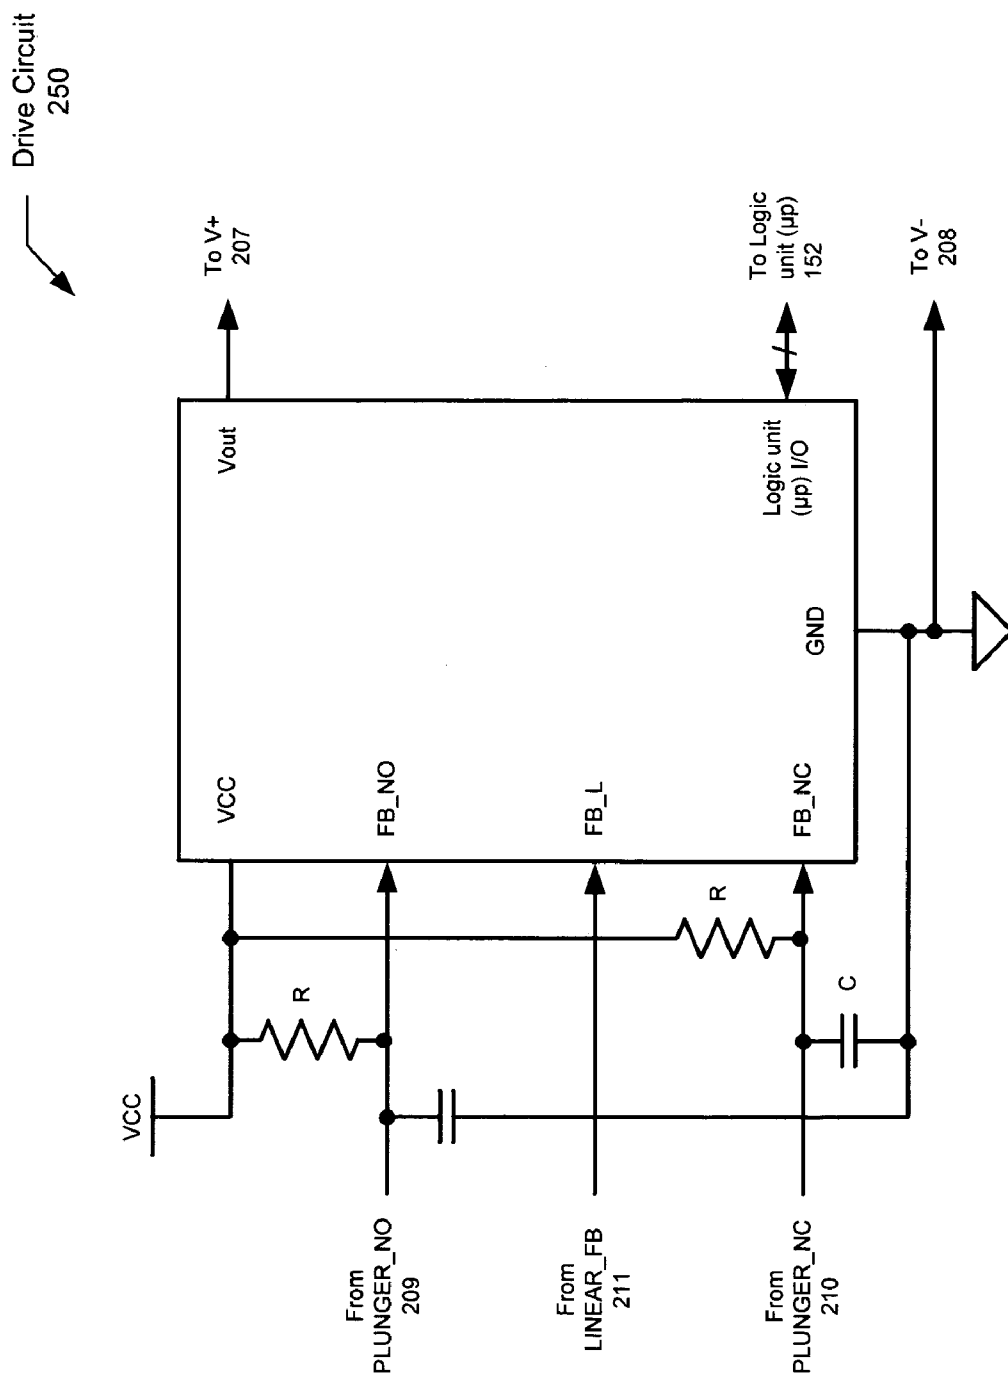 Drive Circuit
250
VCC
R
VCC
Vout
To V+
207
From
PLUNGER_NO
209
FB_NO
From
LINEAR_FB
211
FB_L
R
From
PLUNGER_NC
210
C
FB_NC
GND
Logic unit
(µp) I/O
To Logic
unit (µp)
152
To V-
208